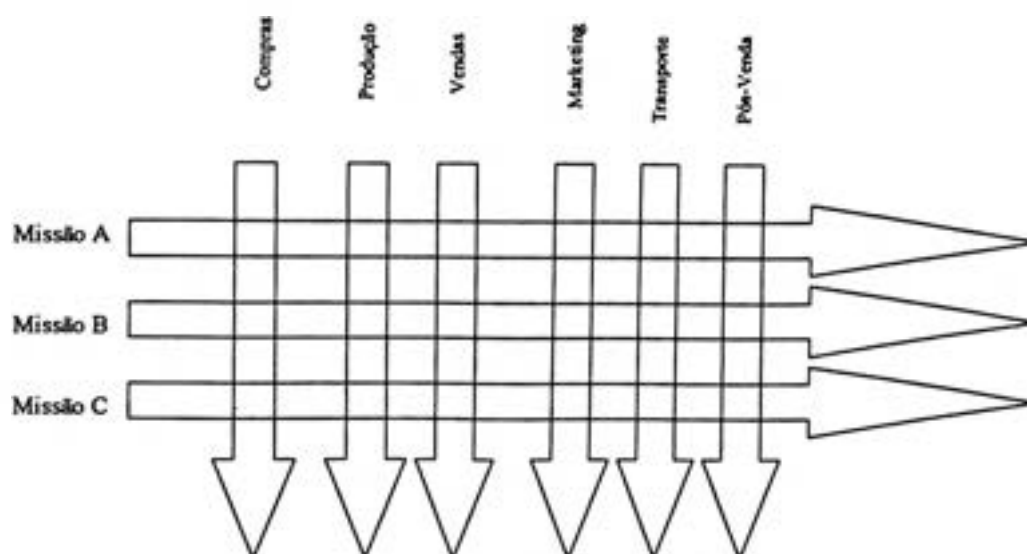 Compras
Produção
Vendas
Marketing
Transporte
Pós-Venda
Missão A
Missão B
Missão C